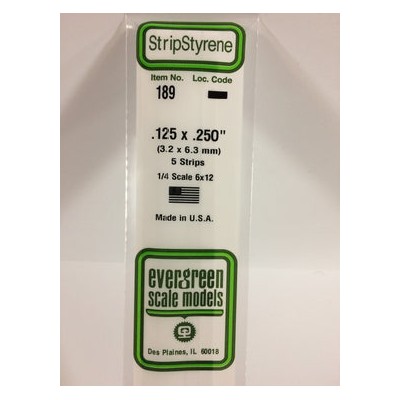 StripStyrene
Item No. Loc. Code
189
.125 x .250"
(3.2 x 6.3 mm)
5 Strips
1/4 Scale 6x12
Made in U.S.A.
evergreen
scale models
Des Plaines, IL 60018